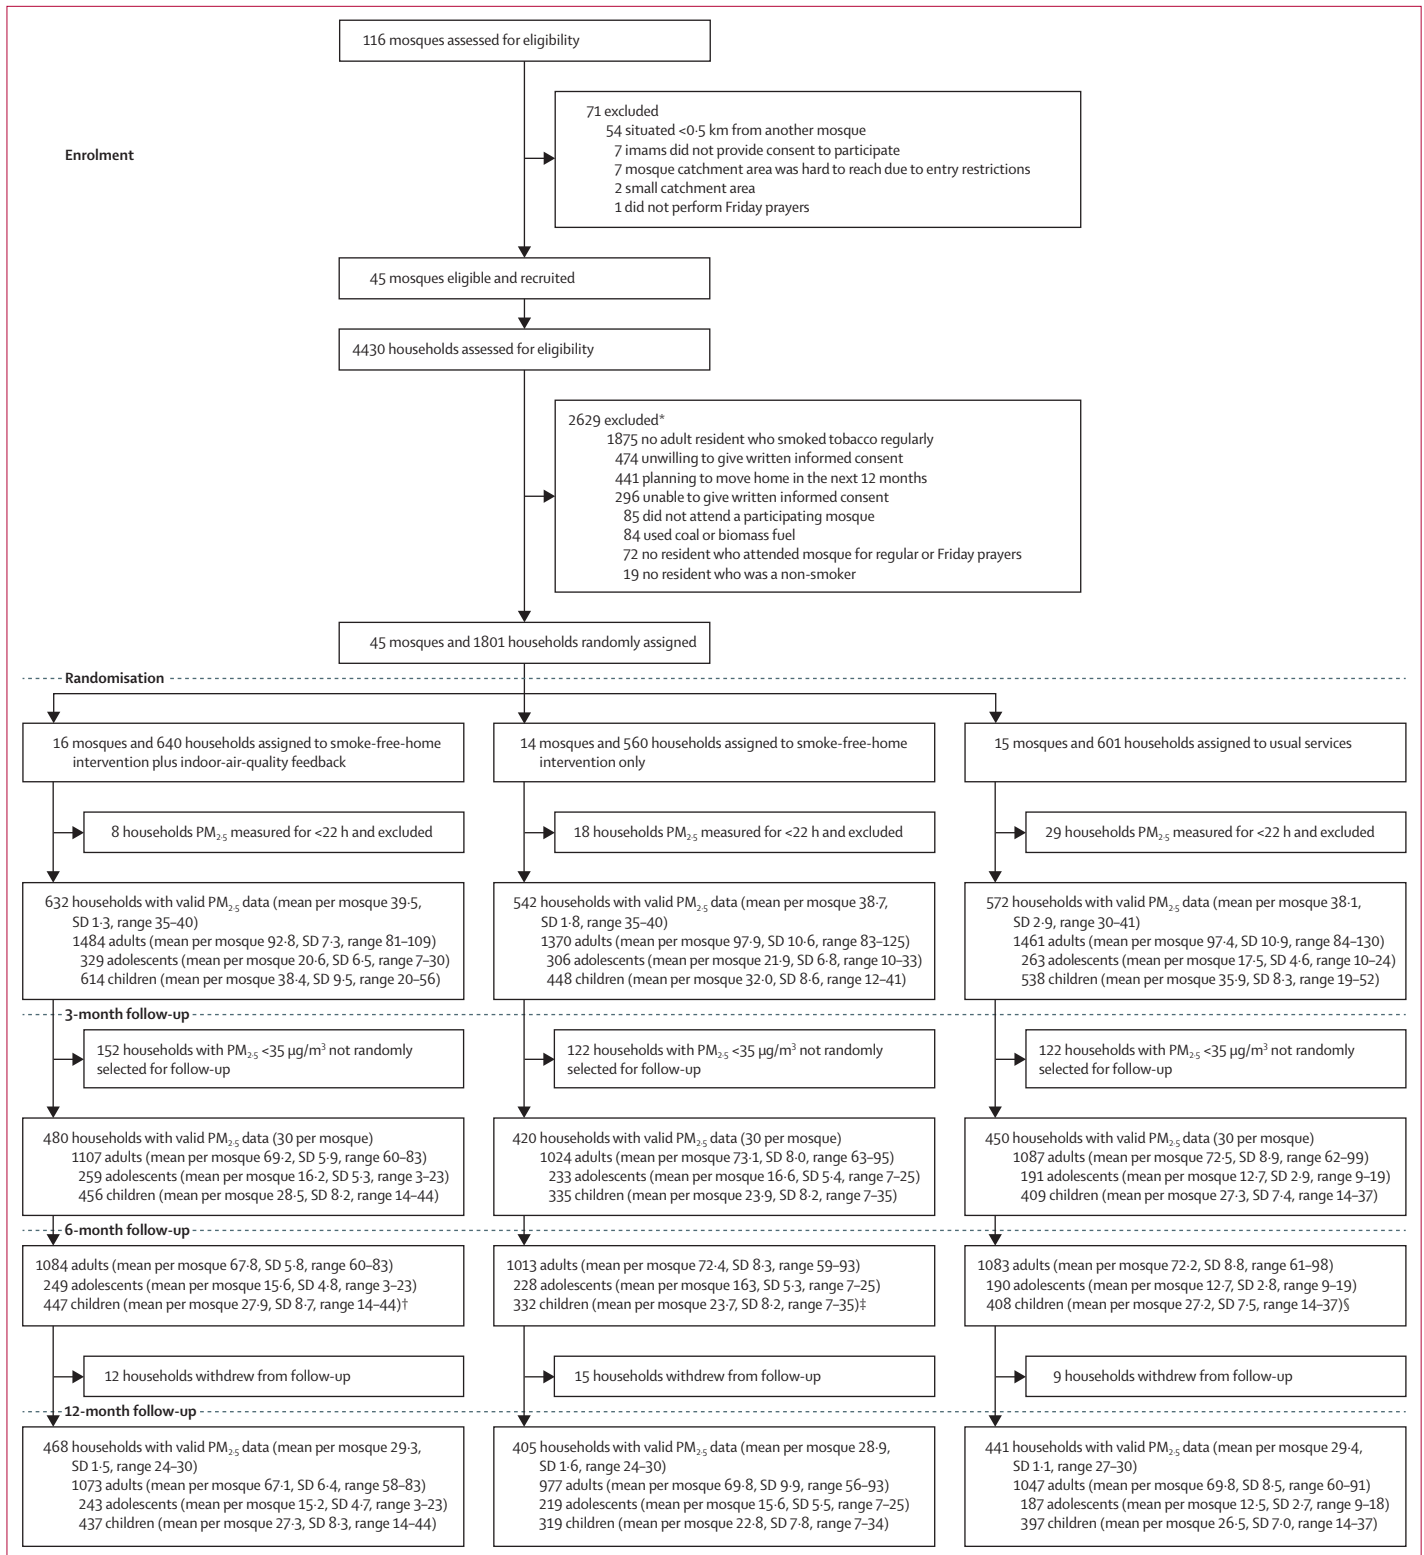 116 mosques assessed for eligibility
71 excluded
54 situated <0·5 km from another mosque
7 imams did not provide consent to participate
7 mosque catchment area was hard to reach due to entry restrictions
2 small catchment area
1 did not perform Friday prayers
Enrolment
45 mosques eligible and recruited
4430 households assessed for eligibility
2629 excluded*
1875 no adult resident who smoked tobacco regularly
474 unwilling to give written informed consent
441 planning to move home in the next 12 months
296 unable to give written informed consent
85 did not attend a participating mosque
84 used coal or biomass fuel
72 no resident who attended mosque for regular or Friday prayers
19 no resident who was a non-smoker
45 mosques and 1801 households randomly assigned
Randomisation
16 mosques and 640 households assigned to smoke-free-home
intervention plus indoor-air-quality feedback
14 mosques and 560 households assigned to smoke-free-home
intervention only
15 mosques and 601 households assigned to usual services
8 households PM2·5 measured for <22 h and excluded
18 households PM2·5 measured for <22 h and excluded
29 households PM2·5 measured for <22 h and excluded
632 households with valid PM2·5 data (mean per mosque 39·5,
SD 1·3, range 35–40)
1484 adults (mean per mosque 92·8, SD 7·3, range 81–109)
329 adolescents (mean per mosque 20·6, SD 6·5, range 7–30)
614 children (mean per mosque 38·4, SD 9·5, range 20–56)
542 households with valid PM2·5 data (mean per mosque 38·7,
SD 1·8, range 35–40)
1370 adults (mean per mosque 97·9, SD 10·6, range 83–125)
306 adolescents (mean per mosque 21·9, SD 6·8, range 10–33)
448 children (mean per mosque 32·0, SD 8·6, range 12–41)
572 households with valid PM2·5 data (mean per mosque 38·1,
SD 2·9, range 30–41)
1461 adults (mean per mosque 97·4, SD 10·9, range 84–130)
263 adolescents (mean per mosque 17·5, SD 4·6, range 10–24)
538 children (mean per mosque 35·9, SD 8·3, range 19–52)
3-month follow-up
152 households with PM2·5 <35 µg/m³ not randomly
selected for follow-up
122 households with PM2·5 <35 µg/m³ not randomly
selected for follow-up
122 households with PM2·5 <35 µg/m³ not randomly
selected for follow-up
480 households with valid PM2·5 data (30 per mosque)
1107 adults (mean per mosque 69·2, SD 5·9, range 60–83)
259 adolescents (mean per mosque 16·2, SD 5·3, range 3–23)
456 children (mean per mosque 28·5, SD 8·2, range 14–44)
420 households with valid PM2·5 data (30 per mosque)
1024 adults (mean per mosque 73·1, SD 8·0, range 63–95)
233 adolescents (mean per mosque 16·6, SD 5·4, range 7–25)
335 children (mean per mosque 23·9, SD 8·2, range 7–35)
450 households with valid PM2·5 data (30 per mosque)
1087 adults (mean per mosque 72·5, SD 8·9, range 62–99)
191 adolescents (mean per mosque 12·7, SD 2·9, range 9–19)
409 children (mean per mosque 27·3, SD 7·4, range 14–37)
6-month follow-up
1084 adults (mean per mosque 67·8, SD 5·8, range 60–83)
249 adolescents (mean per mosque 15·6, SD 4·8, range 3–23)
447 children (mean per mosque 27·9, SD 8·7, range 14–44)†
1013 adults (mean per mosque 72·4, SD 8·3, range 59–93)
228 adolescents (mean per mosque 163, SD 5·3, range 7–25)
332 children (mean per mosque 23·7, SD 8·2, range 7–35)‡
1083 adults (mean per mosque 72·2, SD 8·8, range 61–98)
190 adolescents (mean per mosque 12·7, SD 2·8, range 9–19)
408 children (mean per mosque 27·2, SD 7·5, range 14–37)§
12 households withdrew from follow-up
15 households withdrew from follow-up
9 households withdrew from follow-up
12-month follow-up
468 households with valid PM2·5 data (mean per mosque 29·3,
SD 1·5, range 24–30)
1073 adults (mean per mosque 67·1, SD 6·4, range 58–83)
243 adolescents (mean per mosque 15·2, SD 4·7, range 3–23)
437 children (mean per mosque 27·3, SD 8·3, range 14–44)
405 households with valid PM2·5 data (mean per mosque 28·9,
SD 1·6, range 24–30)
977 adults (mean per mosque 69·8, SD 9·9, range 56–93)
219 adolescents (mean per mosque 15·6, SD 5·5, range 7–25)
319 children (mean per mosque 22·8, SD 7·8, range 7–34)
441 households with valid PM2·5 data (mean per mosque 29·4,
SD 1·1, range 27–30)
1047 adults (mean per mosque 69·8, SD 8·5, range 60–91)
187 adolescents (mean per mosque 12·5, SD 2·7, range 9–18)
397 children (mean per mosque 26·5, SD 7·0, range 14–37)